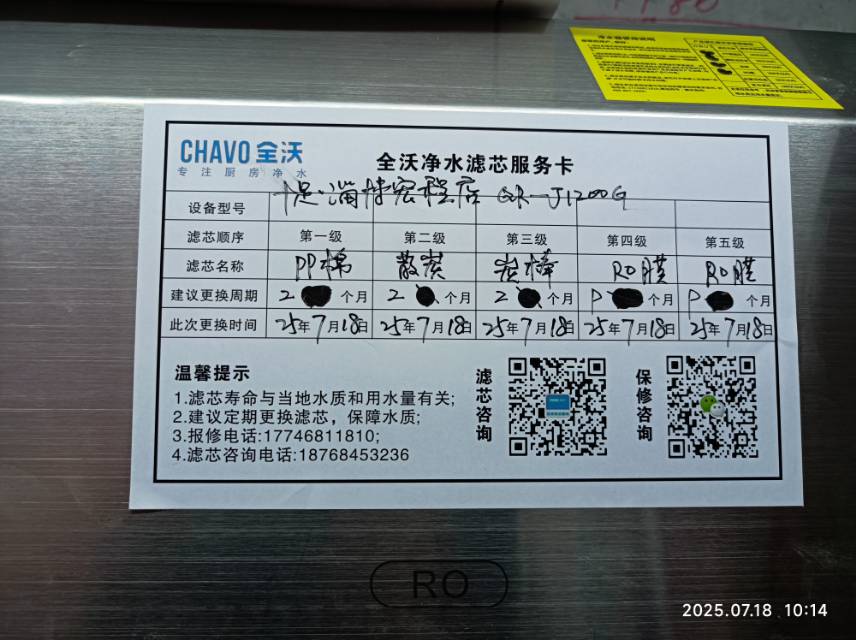 CHAVO 全沃
专注厨房净水
全沃净水滤芯服务卡
设备型号 QR-J1200G
滤芯顺序 第一级 第二级 第三级 第四级 第五级
滤芯名称 PP棉 散炭 炭棒 RO膜 RO膜
建议更换周期 2 个月 2 个月 2 个月 个月 个月
此次更换时间 25年7月18日 25年7月18日 25年7月18日 25年7月18日 25年7月18日
温馨提示
1.滤芯寿命与当地水质和用水量有关;
2.建议定期更换滤芯，保障水质;
3.报修电话:17746811810;
4.滤芯咨询电话:18768453236
滤芯咨询
保修咨询
RO
2025.07.18 10:14